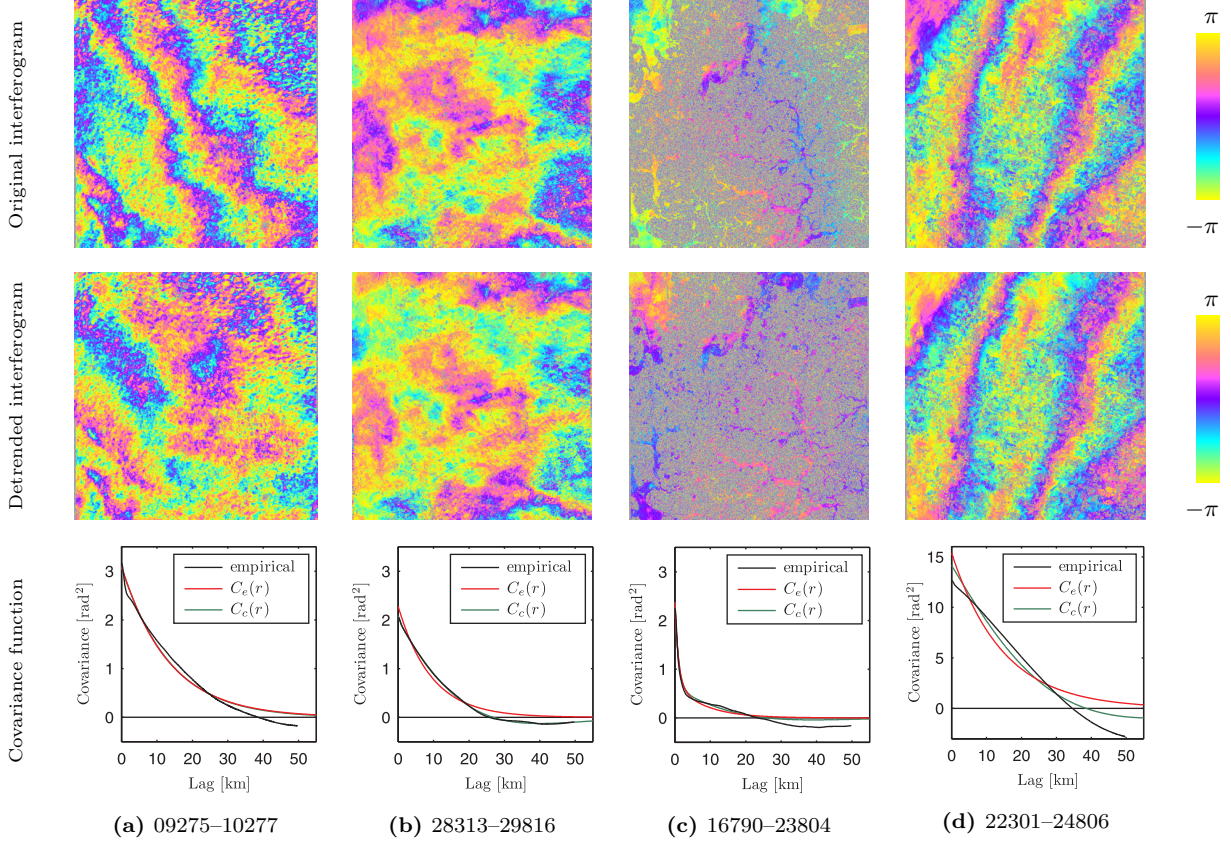 Original interferogram
π
−π
Detrended interferogram
π
−π
Covariance function
Covariance [rad²]
3
2
1
0
empirical
Cₑ(r)
C_c(r)
0 10 20 30 40 50
Lag [km]
(a) 09275–10277
Covariance [rad²]
3
2
1
0
empirical
Cₑ(r)
C_c(r)
0 10 20 30 40 50
Lag [km]
(b) 28313–29816
Covariance [rad²]
3
2
1
0
empirical
Cₑ(r)
C_c(r)
0 10 20 30 40 50
Lag [km]
(c) 16790–23804
Covariance [rad²]
15
10
5
0
empirical
Cₑ(r)
C_c(r)
0 10 20 30 40 50
Lag [km]
(d) 22301–24806